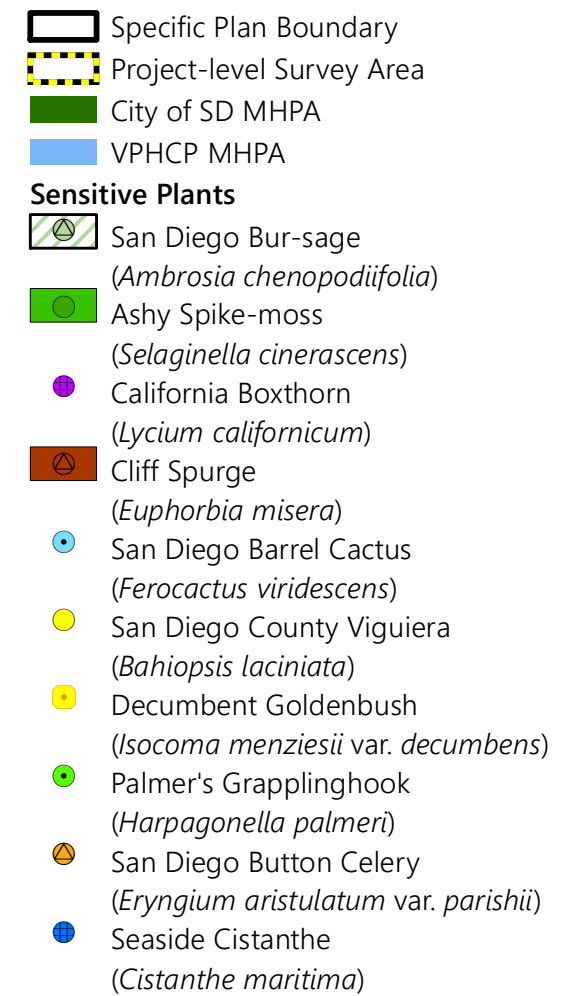 Specific Plan Boundary
Project-level Survey Area
City of SD MHPA
VPHCP MHPA
Sensitive Plants
San Diego Bur-sage
(Ambrosia chenopodiifolia)
Ashy Spike-moss
(Selaginella cinerascens)
California Boxthorn
(Lycium californicum)
Cliff Spurge
(Euphorbia misera)
San Diego Barrel Cactus
(Ferocactus viridescens)
San Diego County Viguiera
(Bahiopsis laciniata)
Decumbent Goldenbush
(Isocoma menziesii var. decumbens)
Palmer's Grapplinghook
(Harpagonella palmeri)
San Diego Button Celery
(Eryngium aristulatum var. parishii)
Seaside Cistanthe
(Cistanthe maritima)